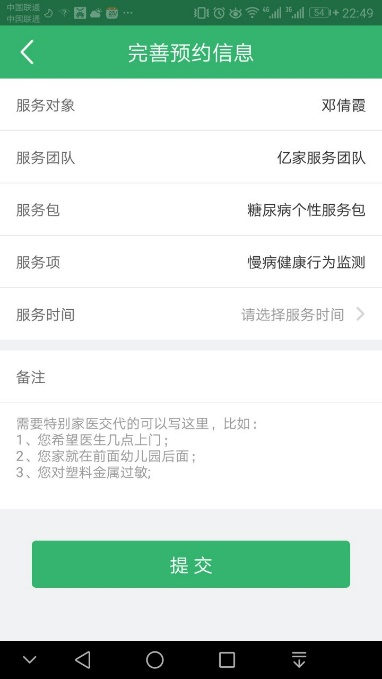 中国联通
中国联通
4G
3G
54
22:49
完善预约信息
服务对象
邓倩霞
服务团队
亿家服务团队
服务包
糖尿病个性服务包
服务项
慢病健康行为监测
服务时间
请选择服务时间
备注
需要特别家医交代的可以写这里，比如：
1、您希望医生几点上门；
2、您家就在前面幼儿园后面；
3、您对塑料金属过敏;
提交